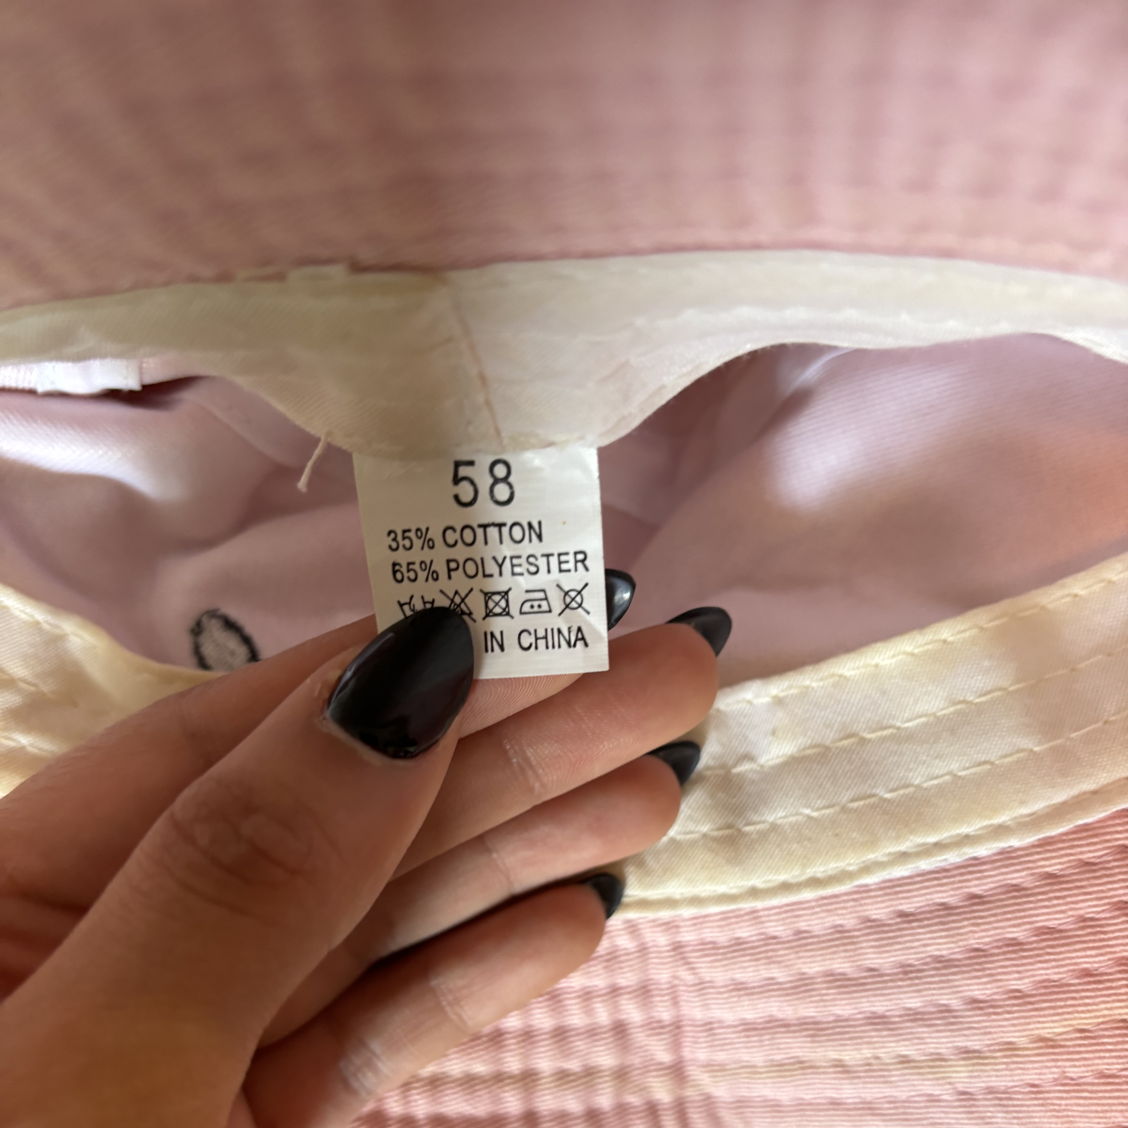 58
35% COTTON
65% POLYESTER
IN CHINA